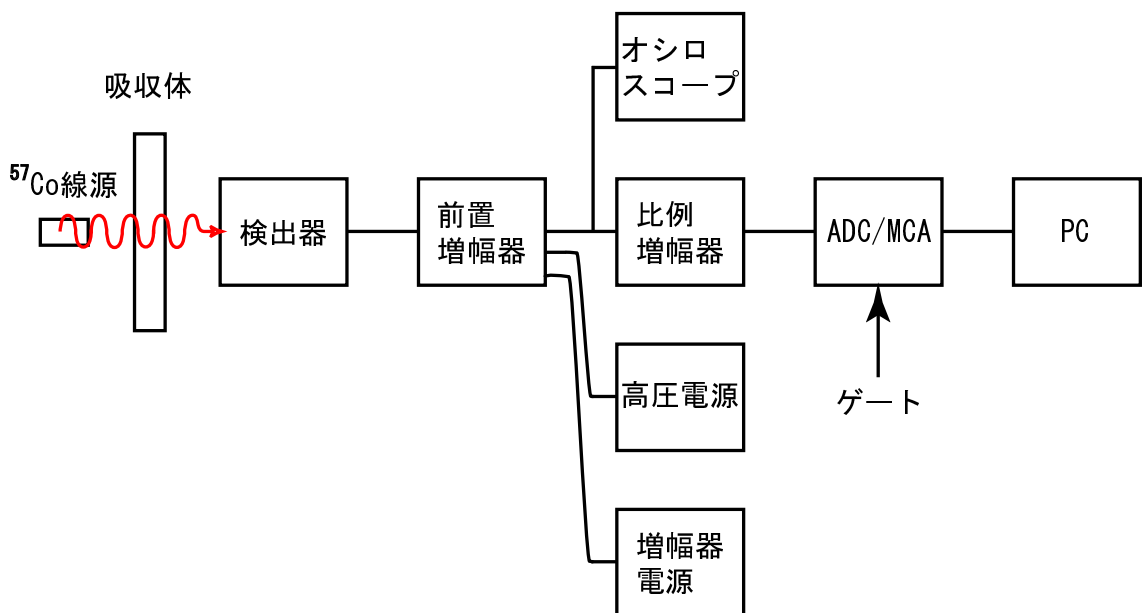 オシロ
スコープ
吸収体
⁵⁷Co線源
検出器
前置
増幅器
比例
増幅器
ADC/MCA
PC
高圧電源
ゲート
増幅器
電源